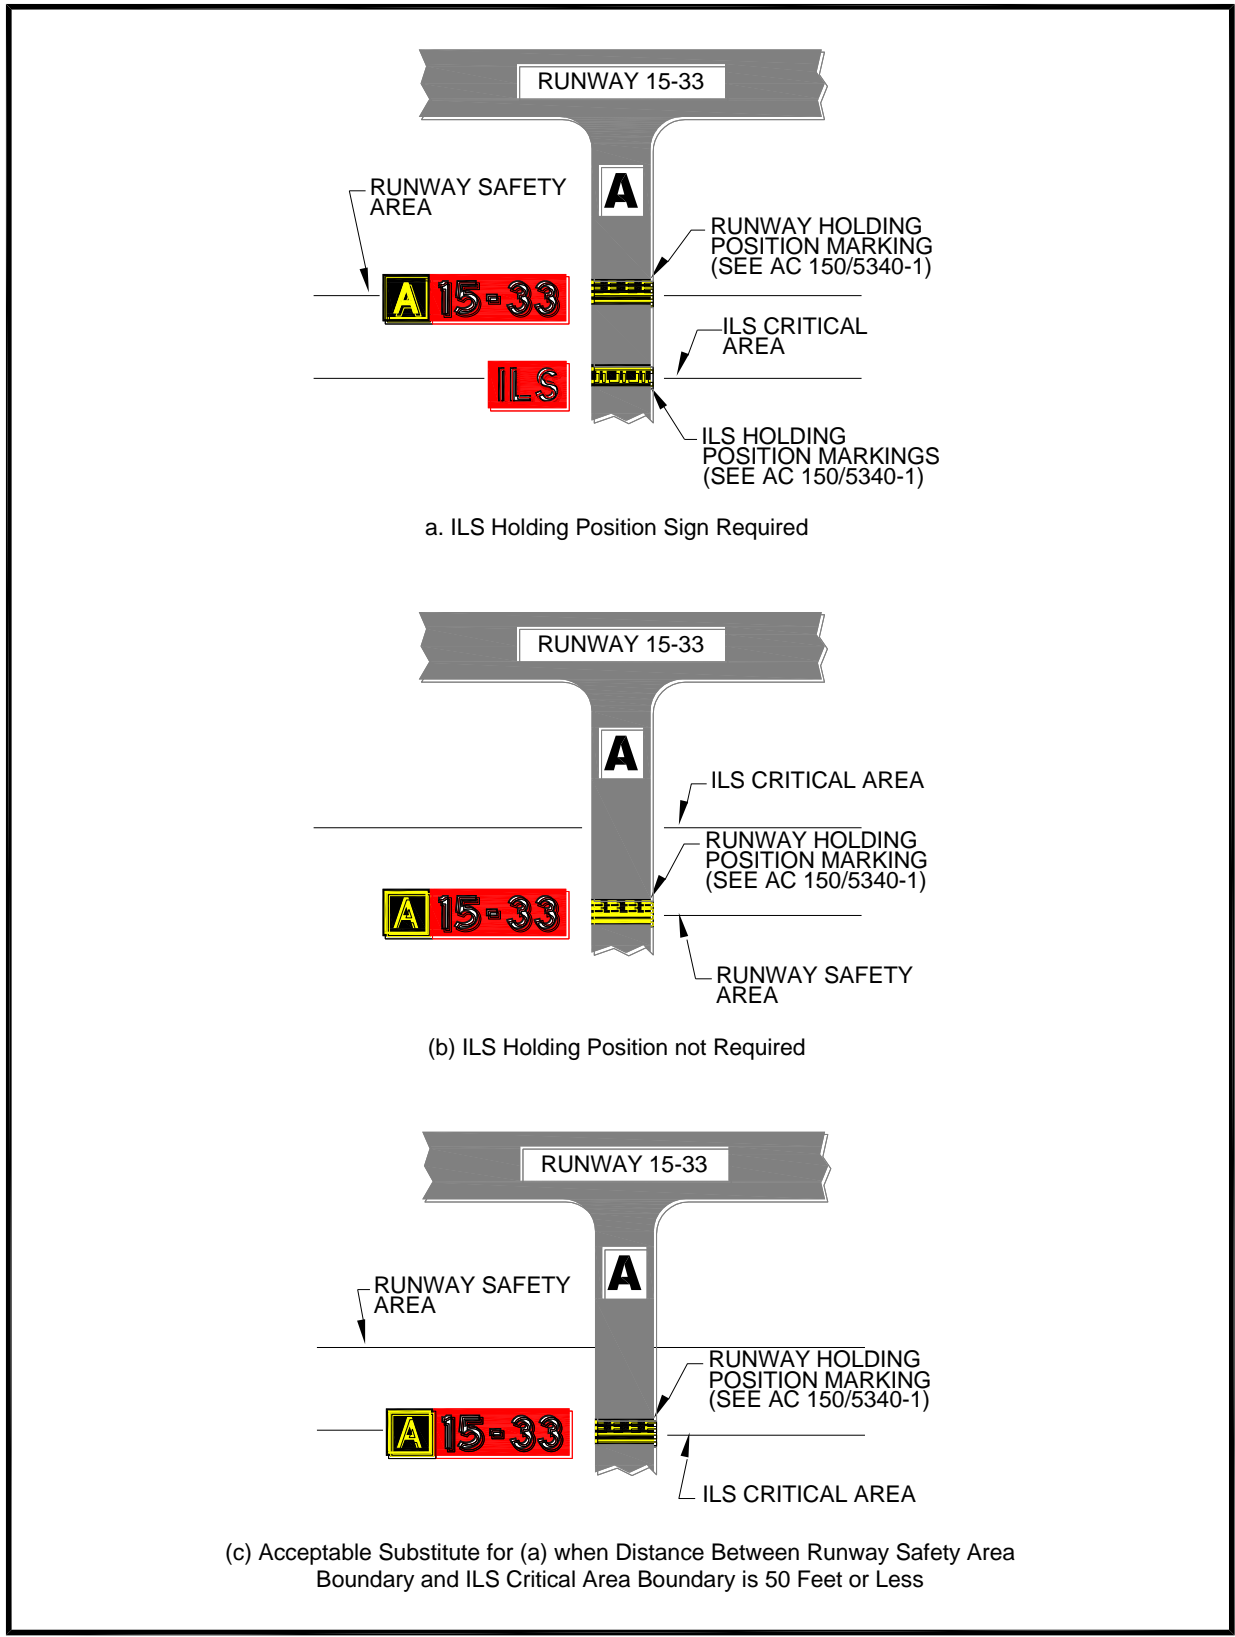 RUNWAY 15-33
A
RUNWAY SAFETY
AREA
RUNWAY HOLDING
POSITION MARKING
(SEE AC 150/5340-1)
A 15-33
ILS CRITICAL
AREA
ILS
ILS HOLDING
POSITION MARKINGS
(SEE AC 150/5340-1)
a. ILS Holding Position Sign Required
RUNWAY 15-33
A
ILS CRITICAL AREA
RUNWAY HOLDING
POSITION MARKING
(SEE AC 150/5340-1)
A 15-33
RUNWAY SAFETY
AREA
(b) ILS Holding Position not Required
RUNWAY 15-33
A
RUNWAY SAFETY
AREA
RUNWAY HOLDING
POSITION MARKING
(SEE AC 150/5340-1)
A 15-33
ILS CRITICAL AREA
(c) Acceptable Substitute for (a) when Distance Between Runway Safety Area
Boundary and ILS Critical Area Boundary is 50 Feet or Less